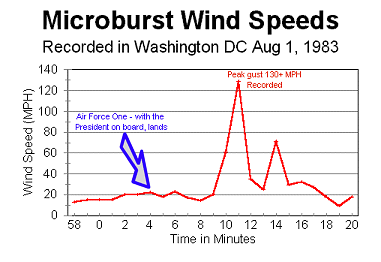 Microburst Wind Speeds
Recorded in Washington DC Aug 1, 1983
Peak gust 130+ MPH
Recorded
Air Force One - with the
President on board, lands
Wind Speed (MPH)
140
120
100
80
60
40
20
0
58 0 2 4 6 8 10 12 14 16 18 20
Time in Minutes